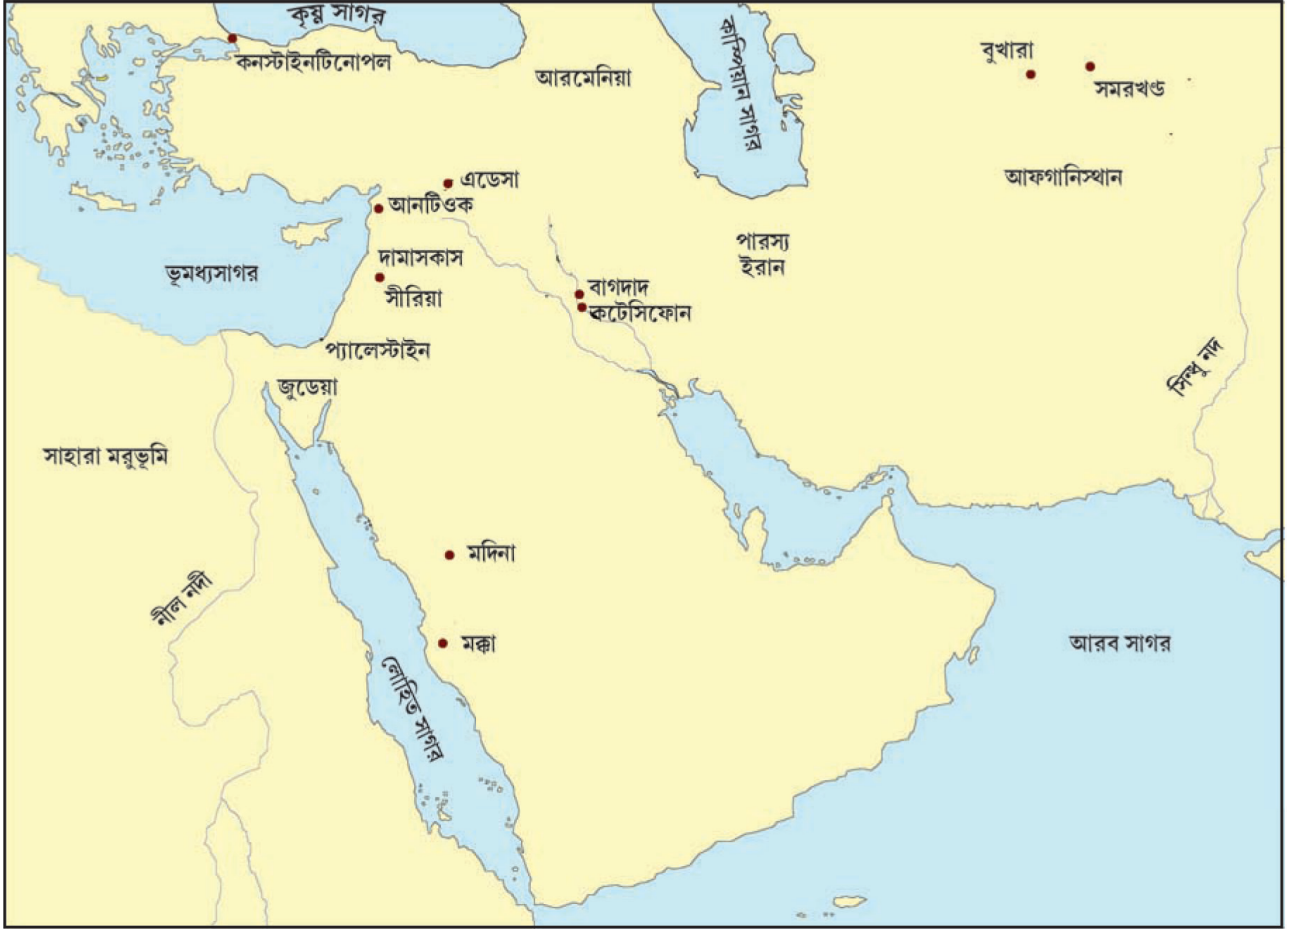 কৃষ্ণ সাগর
কনস্টাইনটিনোপল
আরমেনিয়া
কাস্পিয়ান সাগর
বুখারা
সমরখণ্ড
আফগানিস্থান
এডেসা
আনটিওক
ভূমধ্যসাগর
দামাসকাস
সীরিয়া
পারস্য
ইরান
বাগদাদ
কটেসিফোন
প্যালেস্টাইন
জুডেয়া
সিন্ধু নদ
সাহারা মরুভূমি
মদিনা
নীল নদী
মক্কা
লোহিত সাগর
আরব সাগর